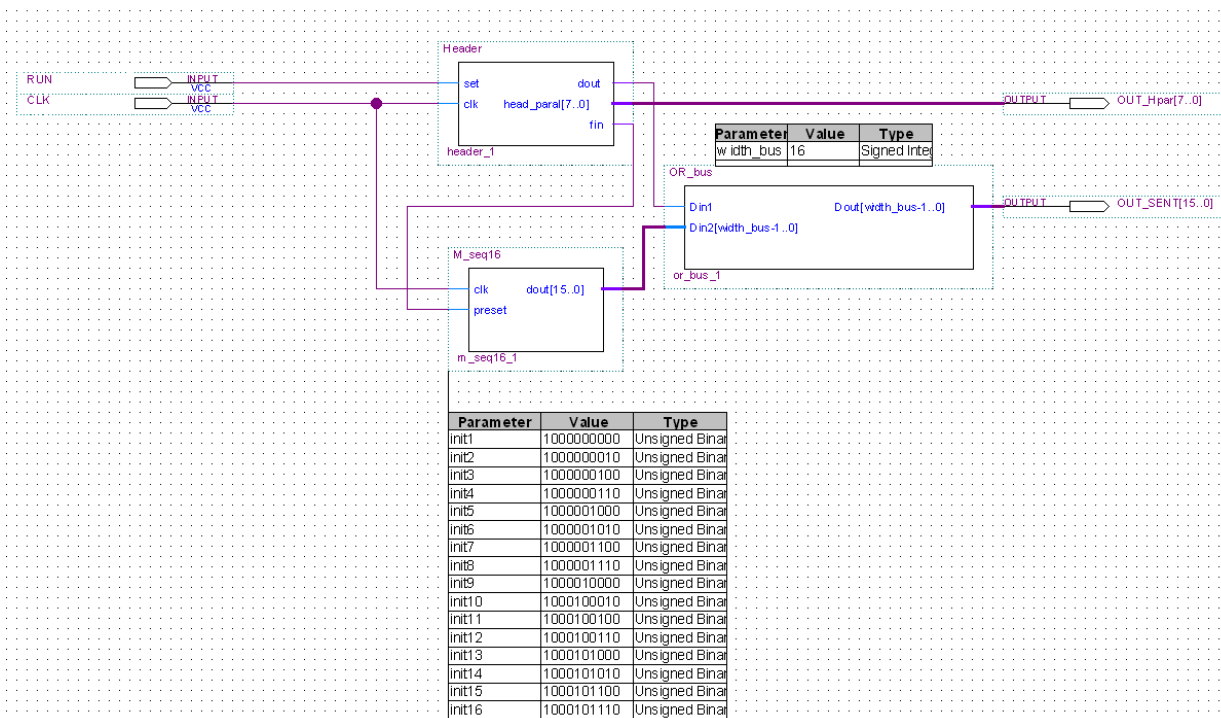 Header
RUN INPUT VCC
CLK INPUT VCC
set dout
clk head_paral[7..0]
fin
header_1
OUTPUT OUT_Hpar[7..0]
Parameter Value Type
width_bus 16 Signed Integ
OR_bus
Din1 Dout[width_bus-1..0]
Din2[width_bus-1..0]
or_bus_1
OUTPUT OUT_SENT[15..0]
M_seq16
clk dout[15..0]
preset
m_seq16_1
Parameter Value Type
init1 1000000000 Unsigned Binar
init2 1000000010 Unsigned Binar
init3 1000000100 Unsigned Binar
init4 1000000110 Unsigned Binar
init5 1000001000 Unsigned Binar
init6 1000001010 Unsigned Binar
init7 1000001100 Unsigned Binar
init8 1000001110 Unsigned Binar
init9 1000010000 Unsigned Binar
init10 1000100010 Unsigned Binar
init11 1000100100 Unsigned Binar
init12 1000100110 Unsigned Binar
init13 1000101000 Unsigned Binar
init14 1000101010 Unsigned Binar
init15 1000101100 Unsigned Binar
init16 1000101110 Unsigned Binar